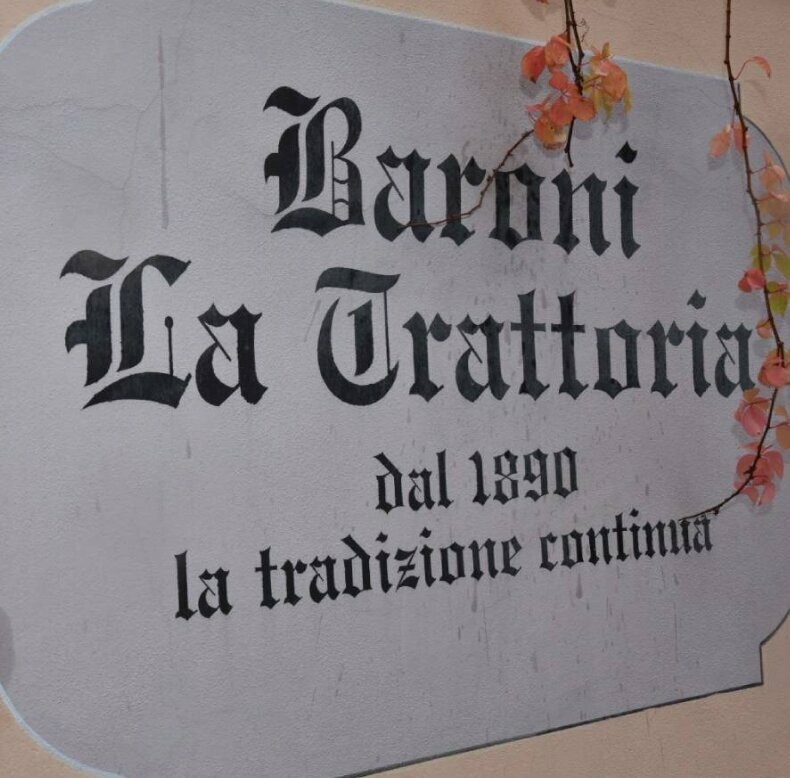 Baroni
La Trattoria
dal 1890
la tradizione continua